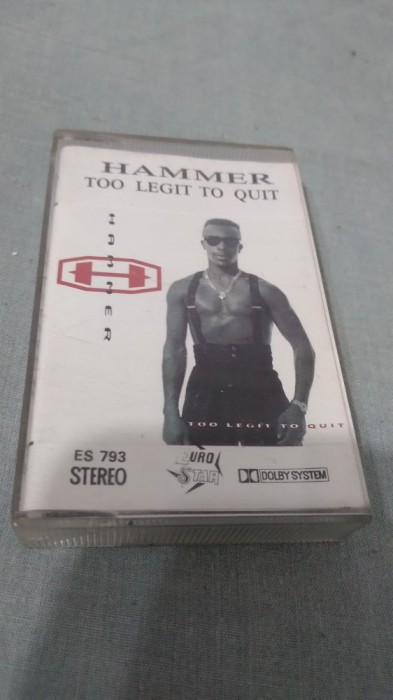 HAMMER
TOO LEGIT TO QUIT
HAMMER
H
TOO LEGIT TO QUIT
ES 793
STEREO
EURO
STAR
DOLBY SYSTEM